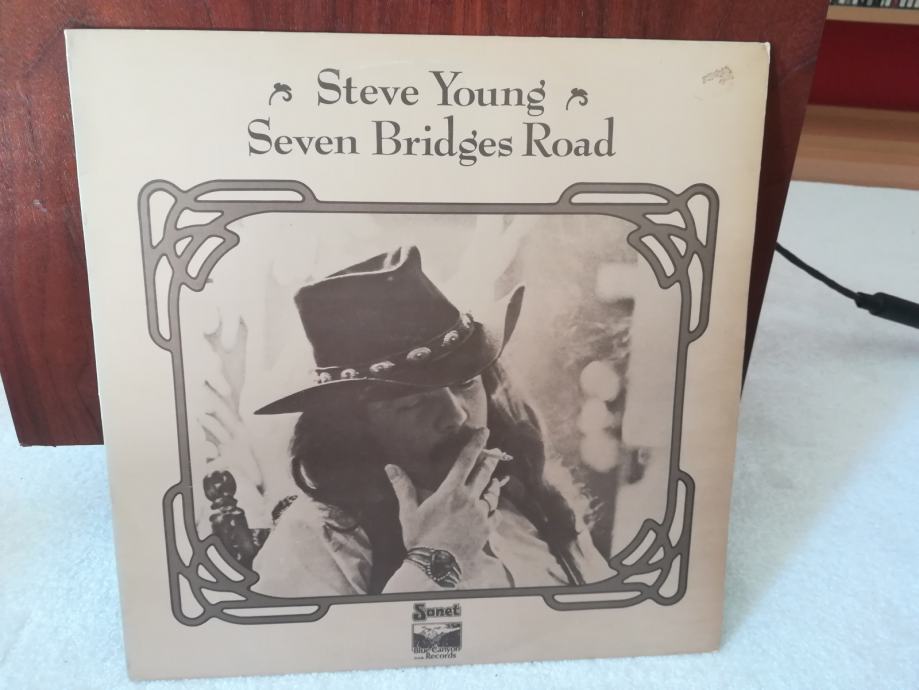 Steve Young
Seven Bridges Road
Sonet
Blue Canyon
Records